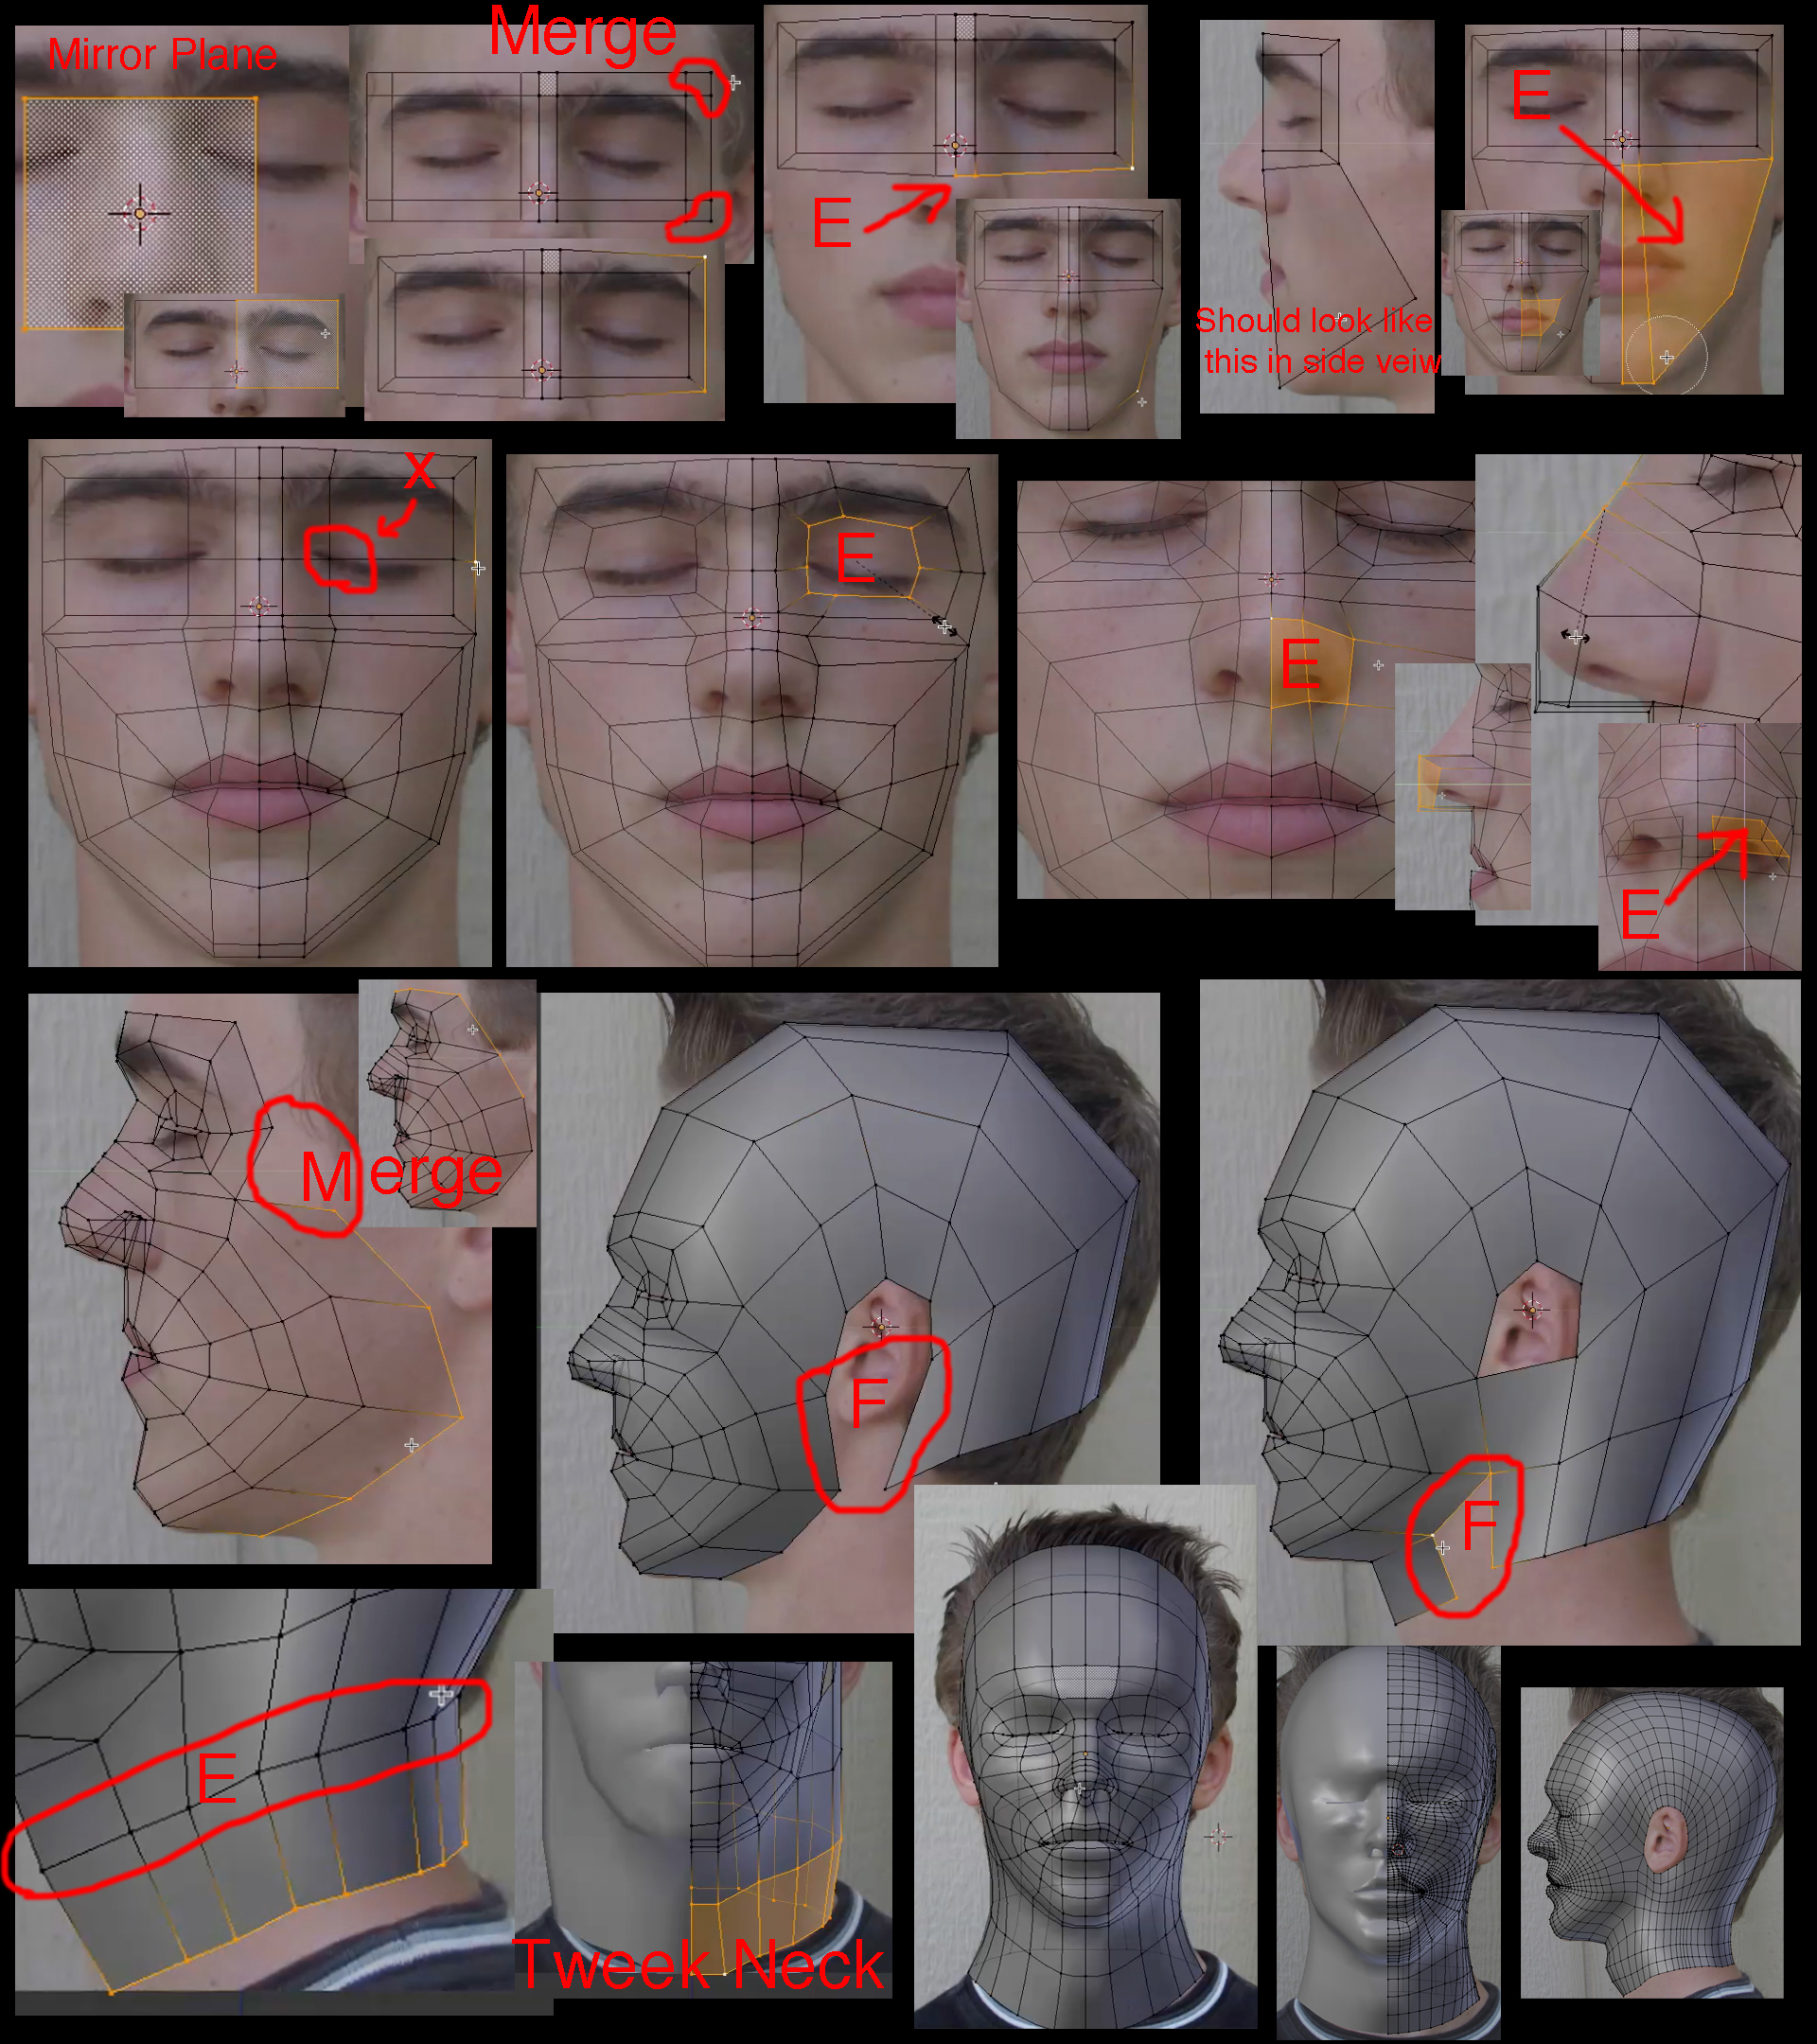 Mirror Plane
Merge
E
Should look like
this in side veiw
E
x
E
E
E
Merge
F
F
E
Tweek Neck